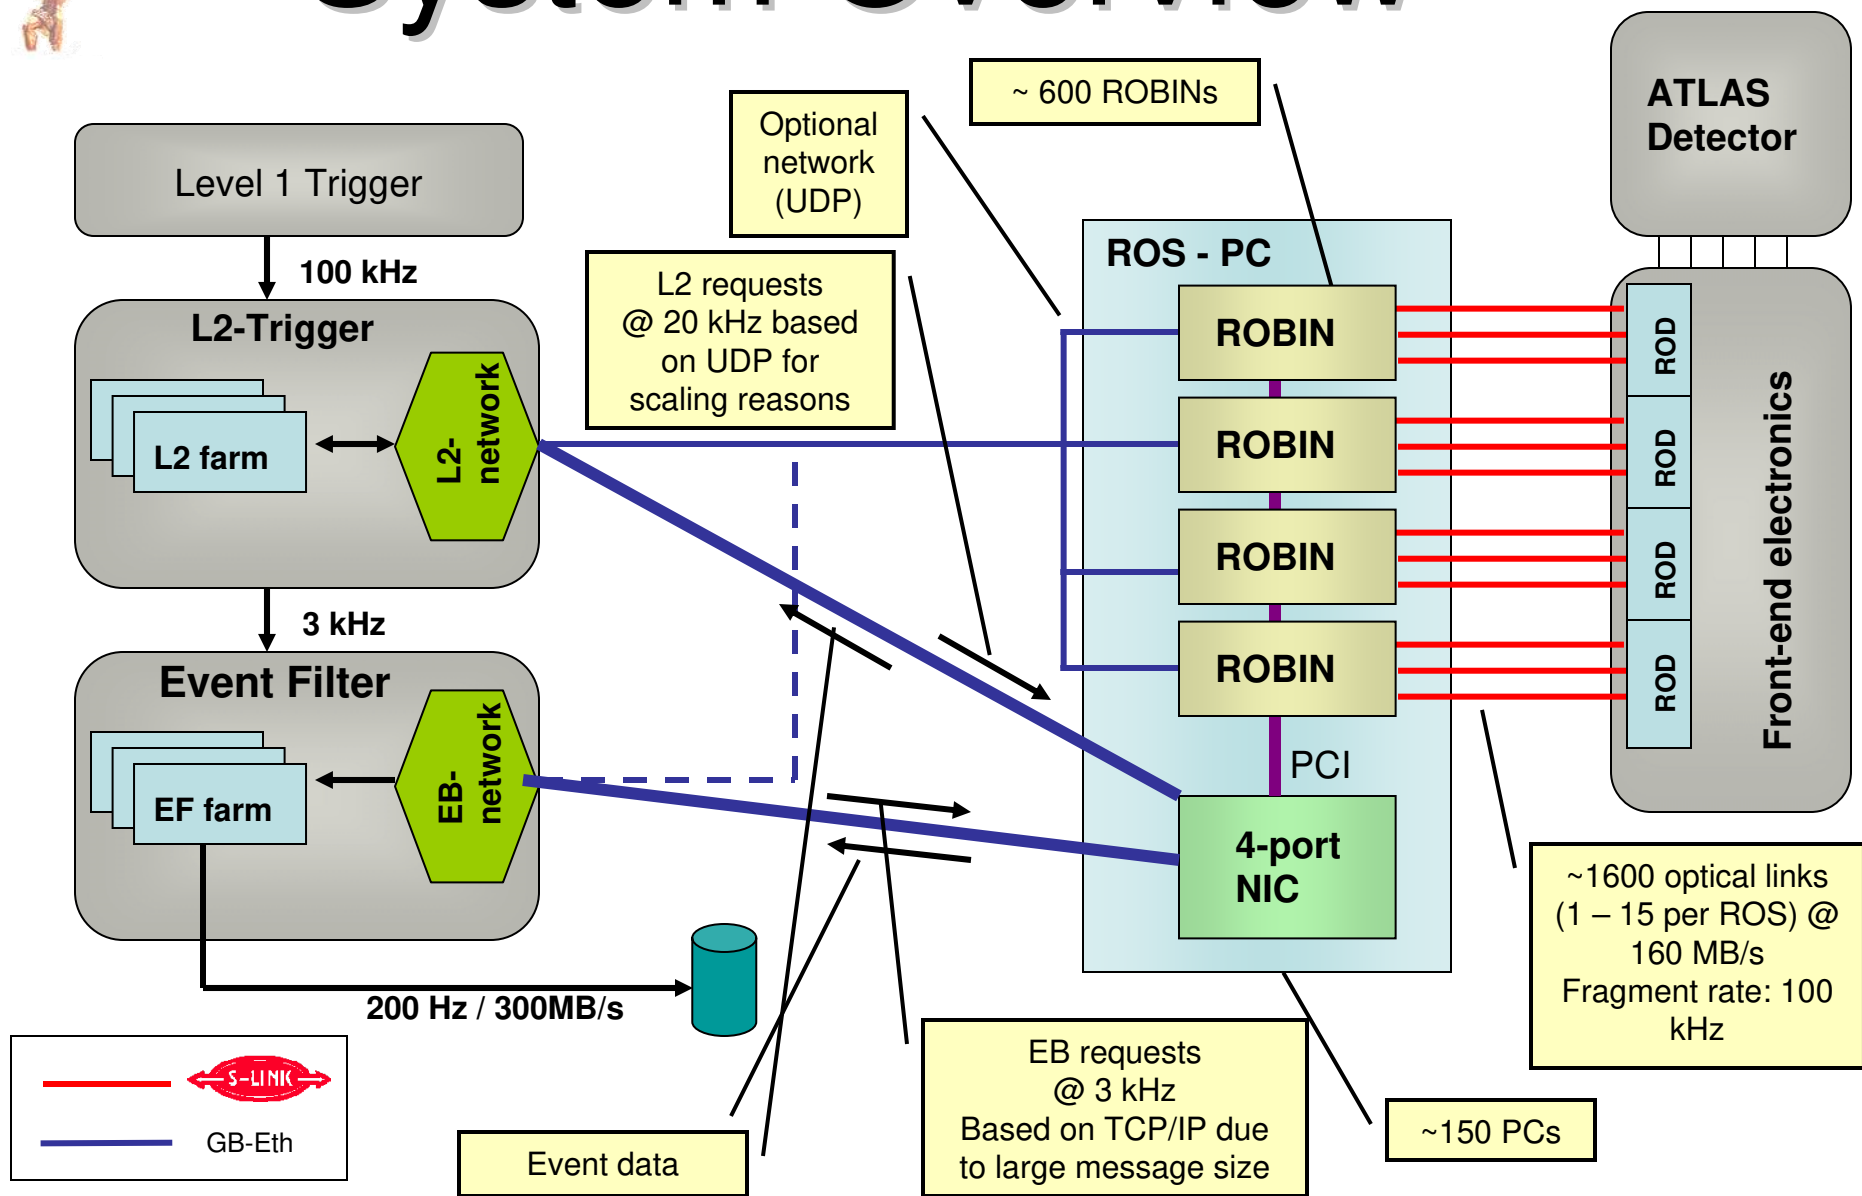 System Overview
~ 600 ROBINs
ATLAS
Detector
Optional
network
(UDP)
Level 1 Trigger
100 kHz
L2 requests
@ 20 kHz based
on UDP for
scaling reasons
ROS - PC
L2-Trigger
L2 farm
L2-
network
ROBIN
ROBIN
ROBIN
ROBIN
ROD
ROD
ROD
ROD
Front-end electronics
3 kHz
Event Filter
EF farm
EB-
network
PCI
4-port
NIC
~1600 optical links
(1 – 15 per ROS) @
160 MB/s
Fragment rate: 100
kHz
200 Hz / 300MB/s
S-LINK
GB-Eth
Event data
EB requests
@ 3 kHz
Based on TCP/IP due
to large message size
~150 PCs